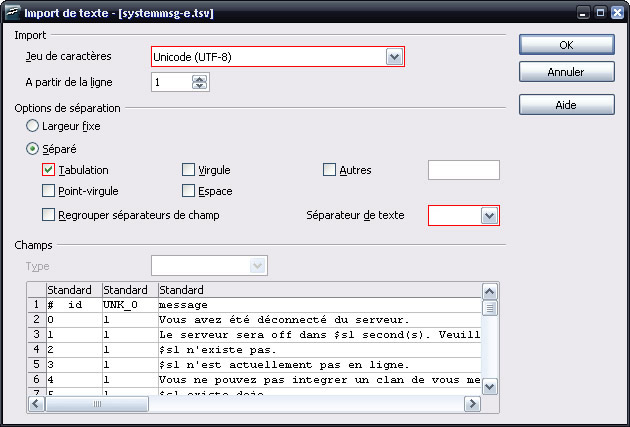 Import de texte - [systemmsg-e.tsv]
Import
Jeu de caractères Unicode (UTF-8)
A partir de la ligne 1
OK
Annuler
Aide
Options de séparation
Largeur fixe
Séparé
Tabulation Virgule Autres
Point-virgule Espace
Regrouper séparateurs de champ Séparateur de texte
Champs
Type
Standard Standard Standard
1 # id UNK_0 message
2 0 1 Vous avez été déconnecté du serveur.
3 1 1 Le serveur sera off dans $s1 second(s). Veuill
4 2 1 $s1 n'existe pas.
5 3 1 $s1 n'est actuellement pas en ligne.
6 4 1 Vous ne pouvez pas integrer un clan de vous me
7 5 1 $s1 existe deja